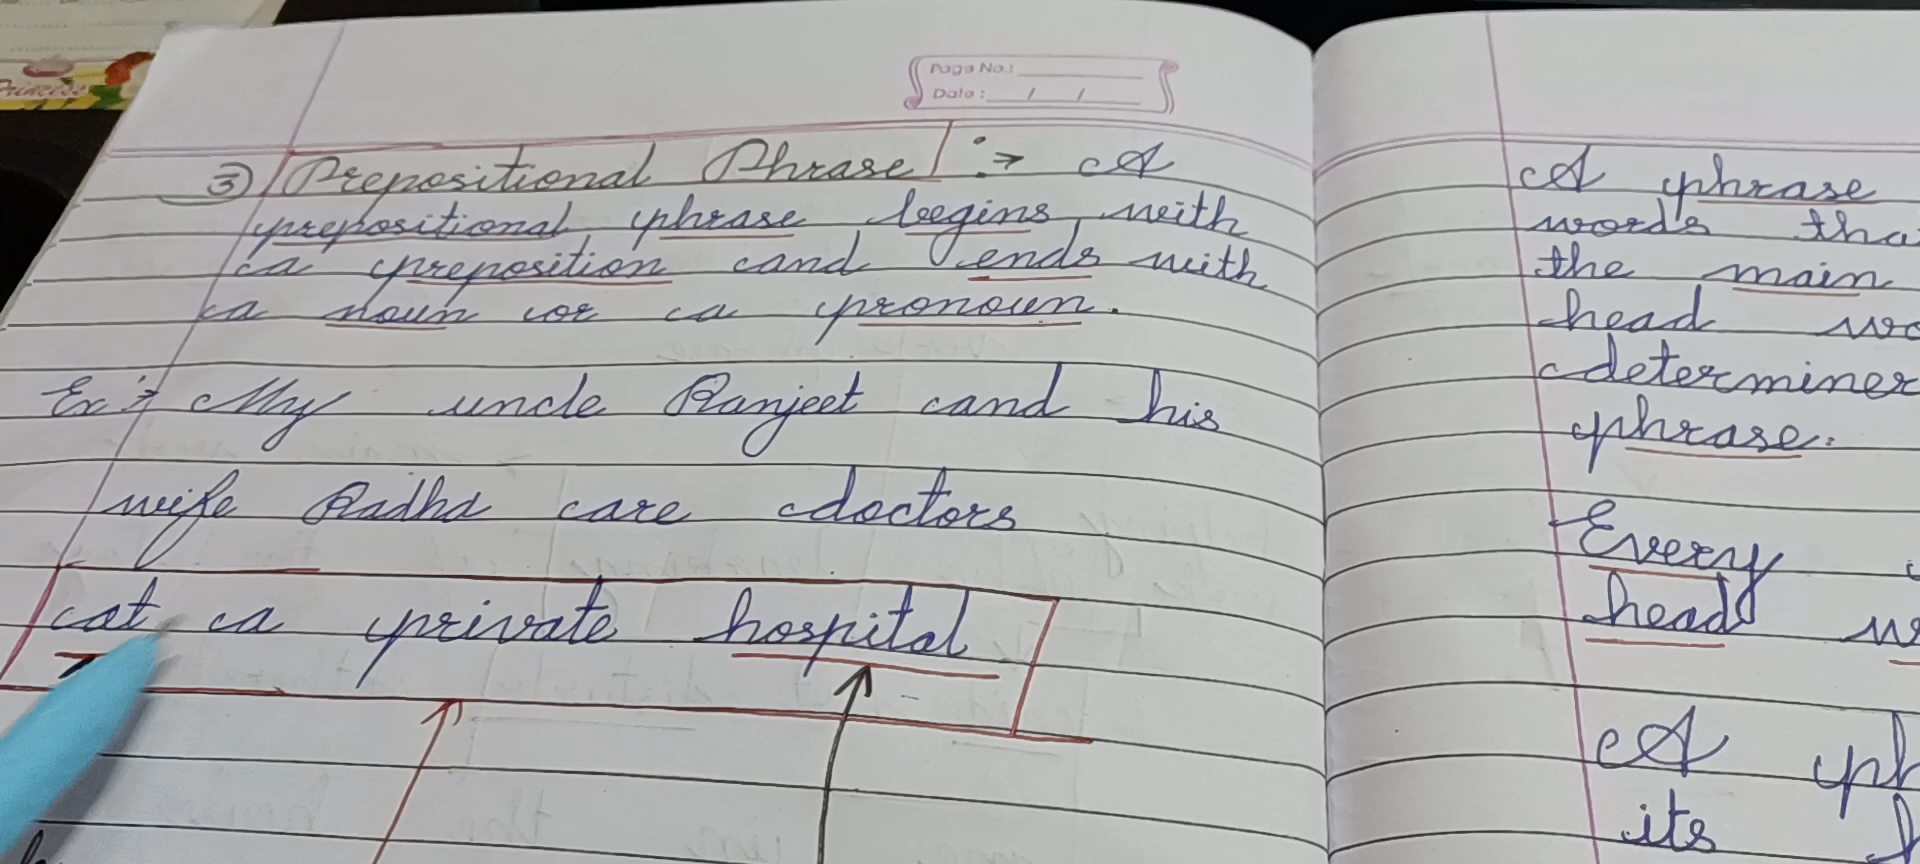 Princess
Page No.:
Date: / /
③ Prepositional Phrase :→ A
prepositional phrase begins with
a preposition and ends with
a noun or a pronoun.
Ex:→ My uncle Ranjeet and his
wife Radha are doctors
at a private hospital
A phrase
words tha
the main
head wo
determiner
phrase.
Every
head w
A ph
its